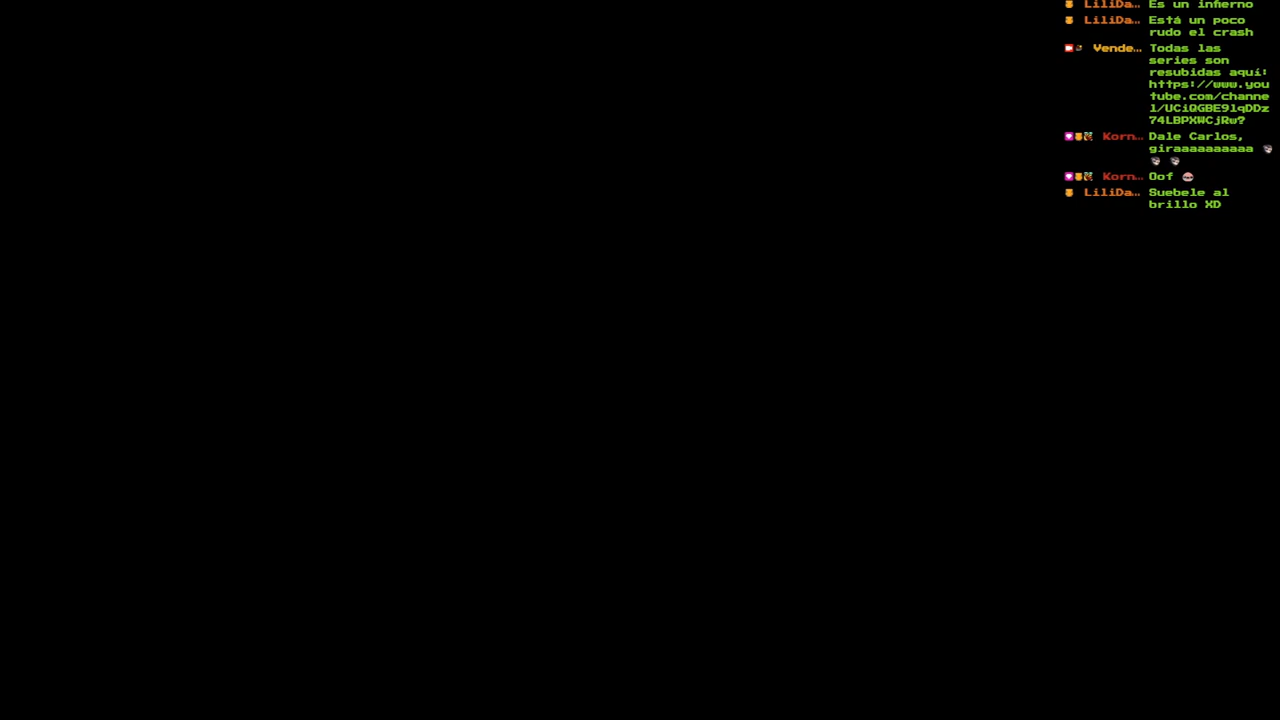 LiliDa… Es un infierno
LiliDa… Está un poco
rudo el crash
Vende… Todas las
series son
resubidas aquí:
https://www.you
tube.com/channe
l/UCiQGBE9lqDDz
74LBPXWCjRw?
Korn… Dale Carlos,
giraaaaaaaaaa
Korn… Oof
LiliDa… Suebele al
brillo XD